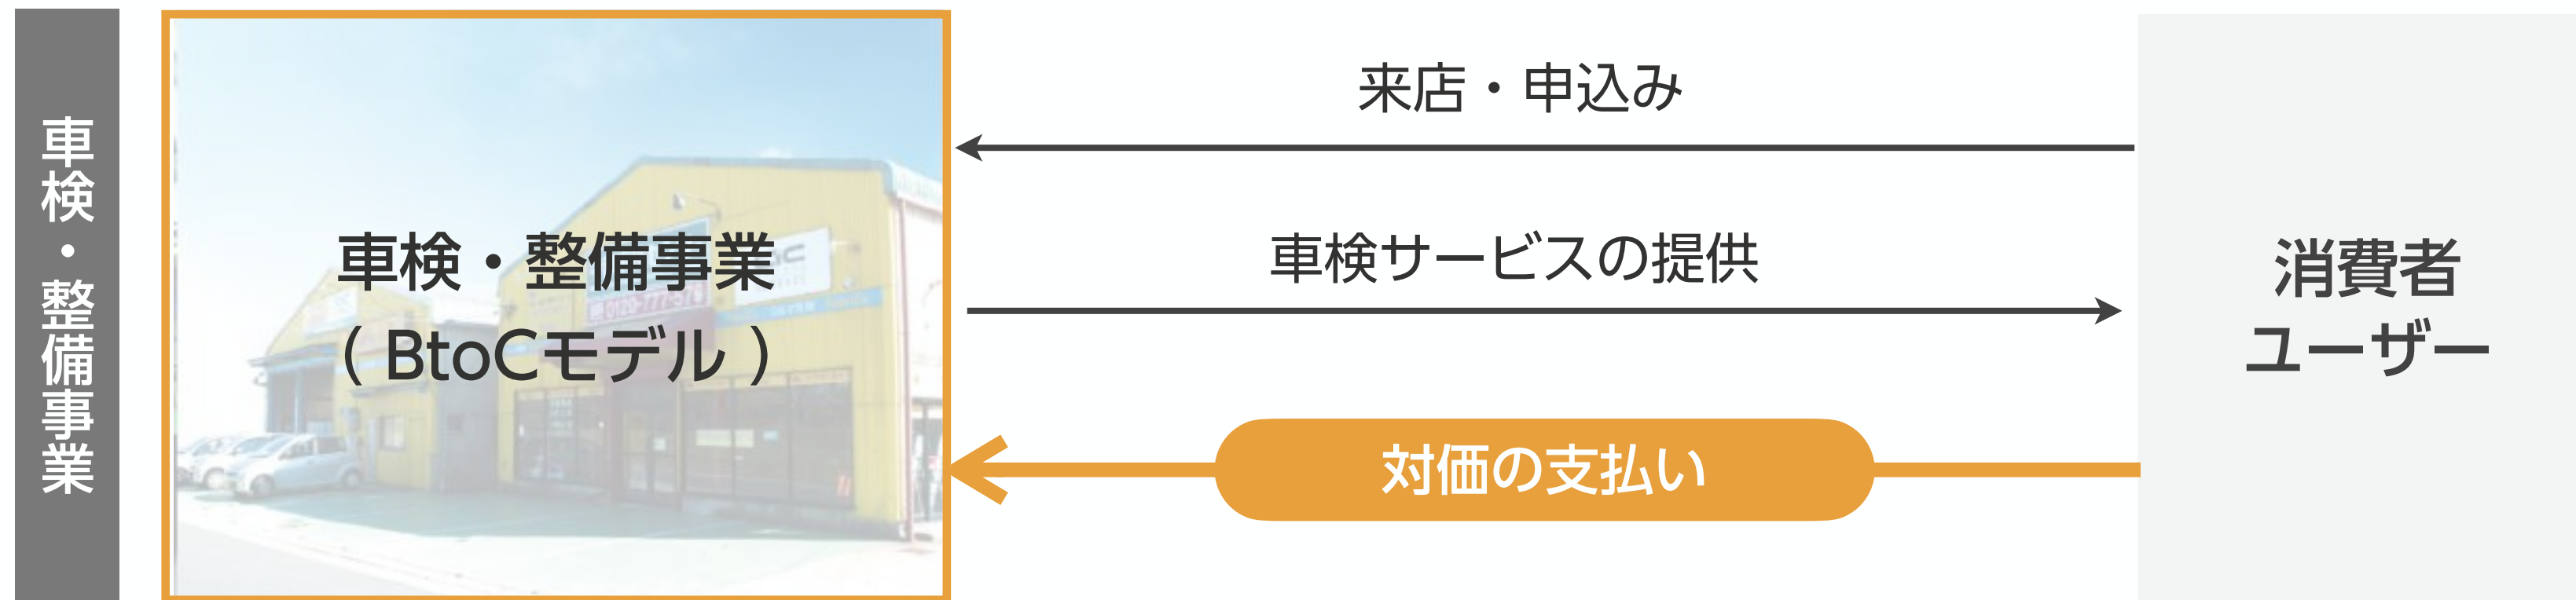 車検・整備事業
車検・整備事業
( BtoCモデル )
来店・申込み
車検サービスの提供
対価の支払い
消費者
ユーザー